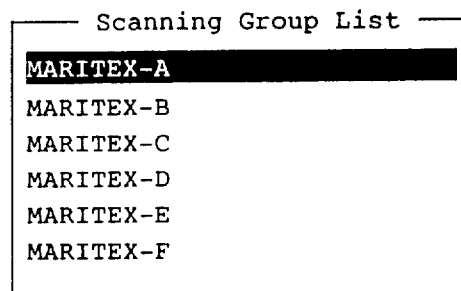 Scanning Group List
MARITEX-A
MARITEX-B
MARITEX-C
MARITEX-D
MARITEX-E
MARITEX-F